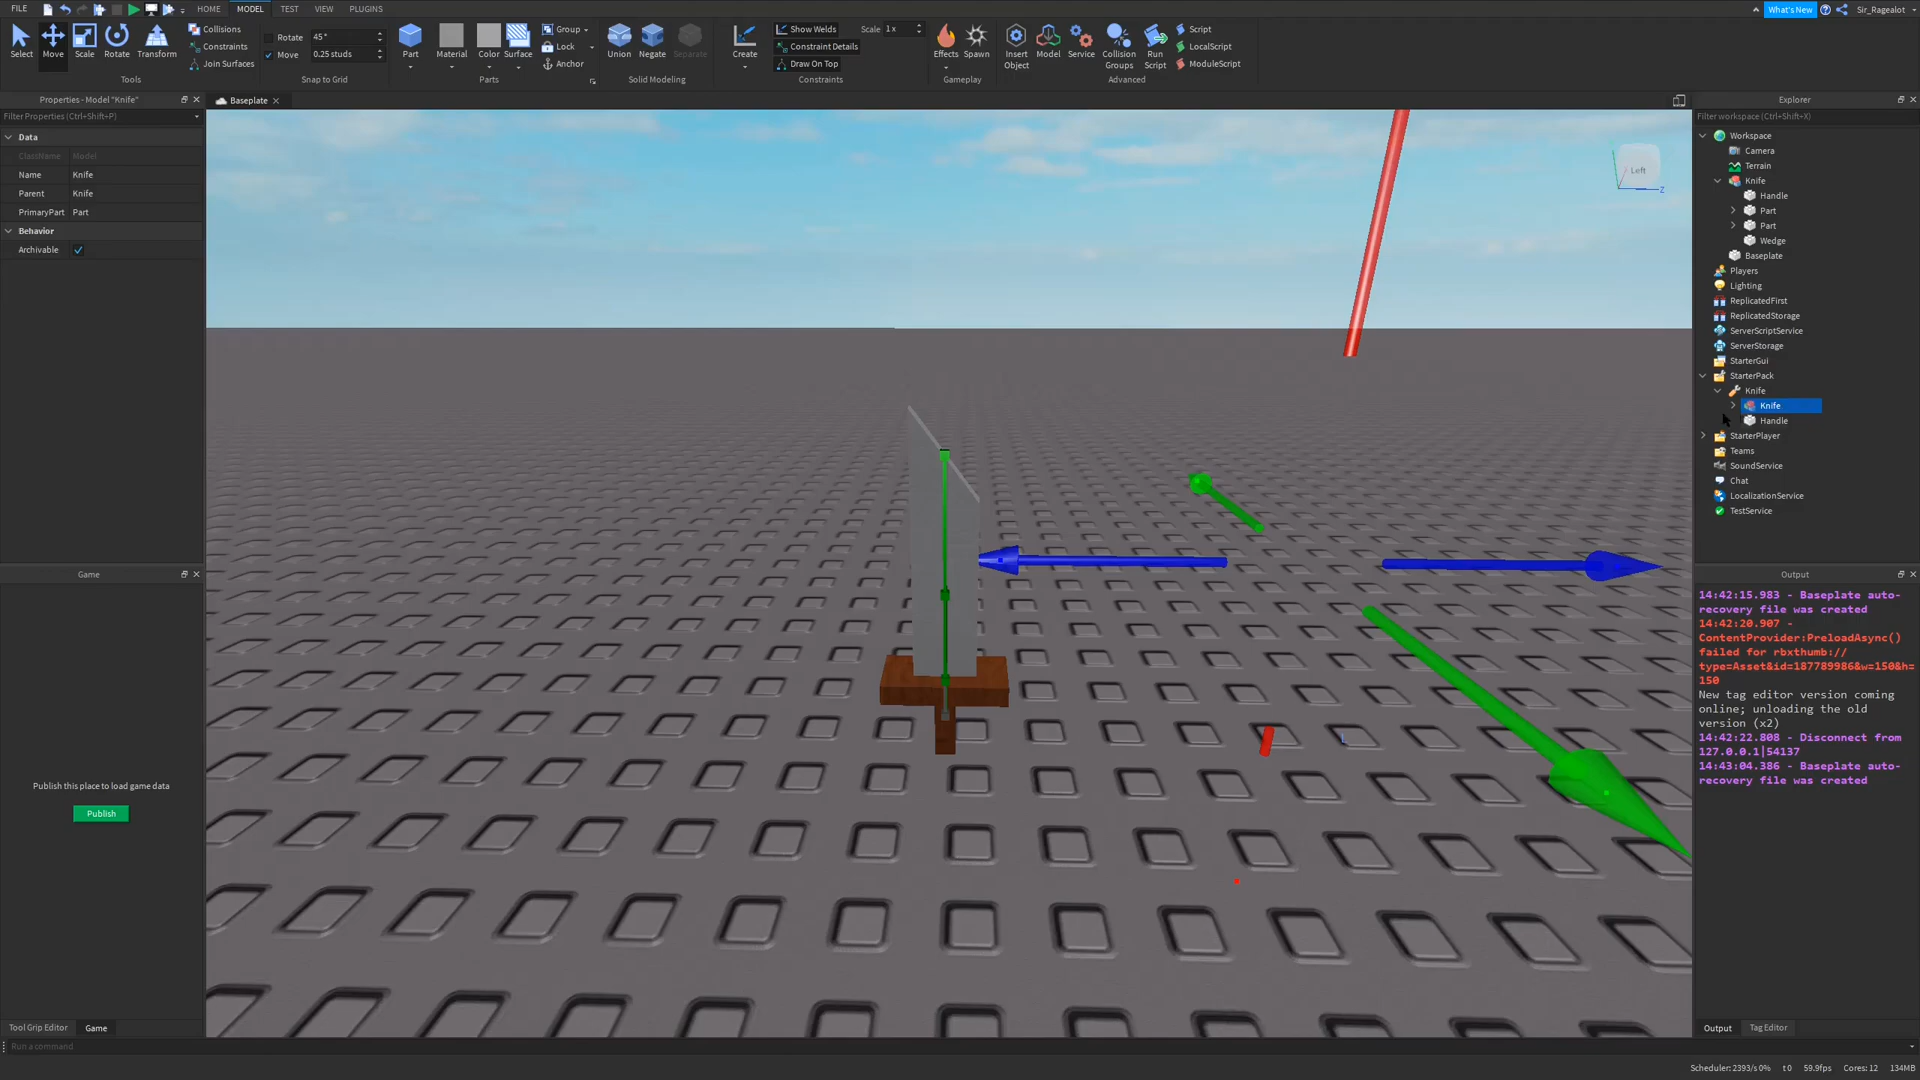 FILE HOME MODEL TEST VIEW PLUGINS What's New Sir_Ragealot
Select Move Scale Rotate Transform
Collisions
Constraints
Join Surfaces
Tools
Rotate 45°
Move 0.25 studs
Snap to Grid
Part Material Color Surface
Group
Lock
Anchor
Parts
Union Negate Separate
Solid Modeling
Create
Show Welds
Constraint Details
Draw On Top
Scale 1 x
Constraints
Effects Spawn
Gameplay
Insert Object Model Service Collision Groups Run Script
Script
LocalScript
ModuleScript
Advanced
Properties - Model "Knife"
Filter Properties (Ctrl+Shift+P)
Data
ClassName Model
Name Knife
Parent Knife
PrimaryPart Part
Behavior
Archivable
Game
Publish this place to load game data
Publish
Tool Grip Editor Game
Run a command
Baseplate
Left
Z
Explorer
Filter workspace (Ctrl+Shift+X)
Workspace
Camera
Terrain
Knife
Handle
Part
Part
Wedge
Baseplate
Players
Lighting
ReplicatedFirst
ReplicatedStorage
ServerScriptService
ServerStorage
StarterGui
StarterPack
Knife
Knife
Handle
StarterPlayer
Teams
SoundService
Chat
LocalizationService
TestService
Output
14:42:15.983 - Baseplate auto-
recovery file was created
14:42:20.907 -
ContentProvider:PreloadAsync()
failed for rbxthumb://
type=Asset&id=187789986&w=150&h=
150
New tag editor version coming
online; unloading the old
version (x2)
14:42:22.808 - Disconnect from
127.0.0.1|54137
14:43:04.386 - Baseplate auto-
recovery file was created
Output Tag Editor
Scheduler: 2393/s 0% t 0 59.9fps Cores: 12 134MB